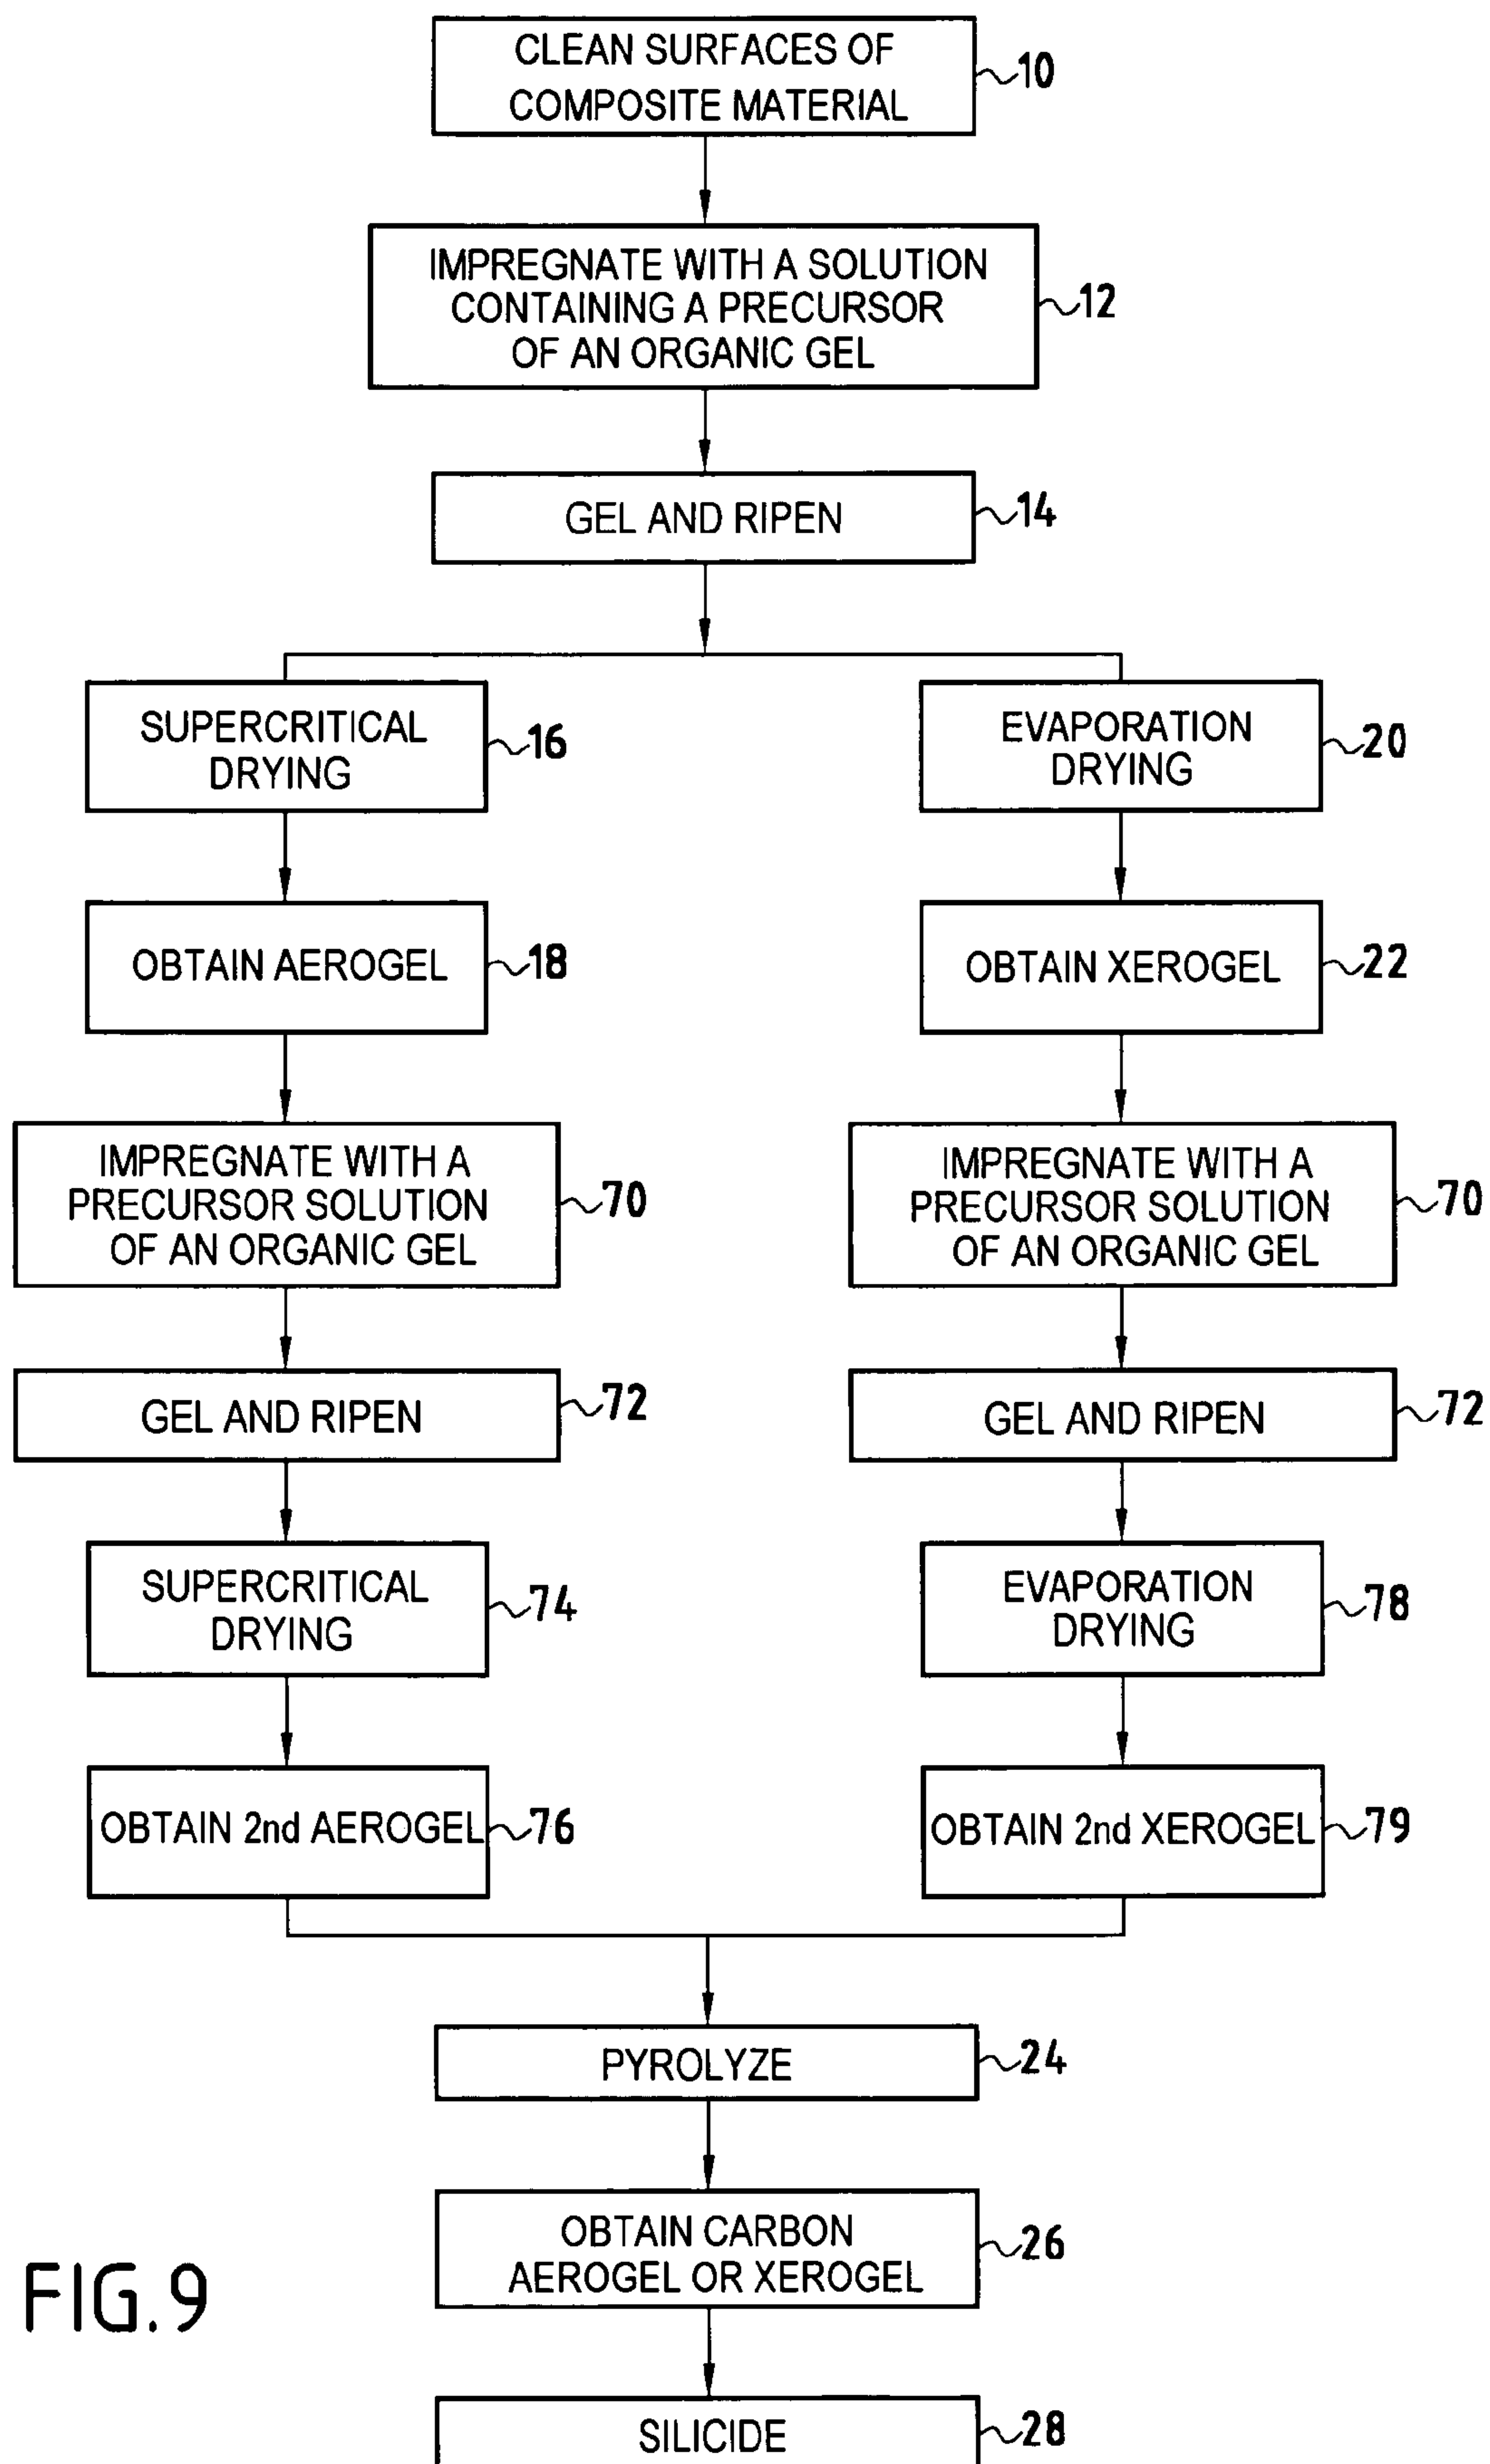 CLEAN SURFACES OF
COMPOSITE MATERIAL
10
IMPREGNATE WITH A SOLUTION
CONTAINING A PRECURSOR
OF AN ORGANIC GEL
12
GEL AND RIPEN
14
SUPERCRITICAL
DRYING
16
EVAPORATION
DRYING
20
OBTAIN AEROGEL
18
OBTAIN XEROGEL
22
IMPREGNATE WITH A
PRECURSOR SOLUTION
OF AN ORGANIC GEL
70
IMPREGNATE WITH A
PRECURSOR SOLUTION
OF AN ORGANIC GEL
70
GEL AND RIPEN
72
GEL AND RIPEN
72
SUPERCRITICAL
DRYING
74
EVAPORATION
DRYING
78
OBTAIN 2nd AEROGEL
76
OBTAIN 2nd XEROGEL
79
PYROLYZE
24
OBTAIN CARBON
AEROGEL OR XEROGEL
26
SILICIDE
28
FIG.9